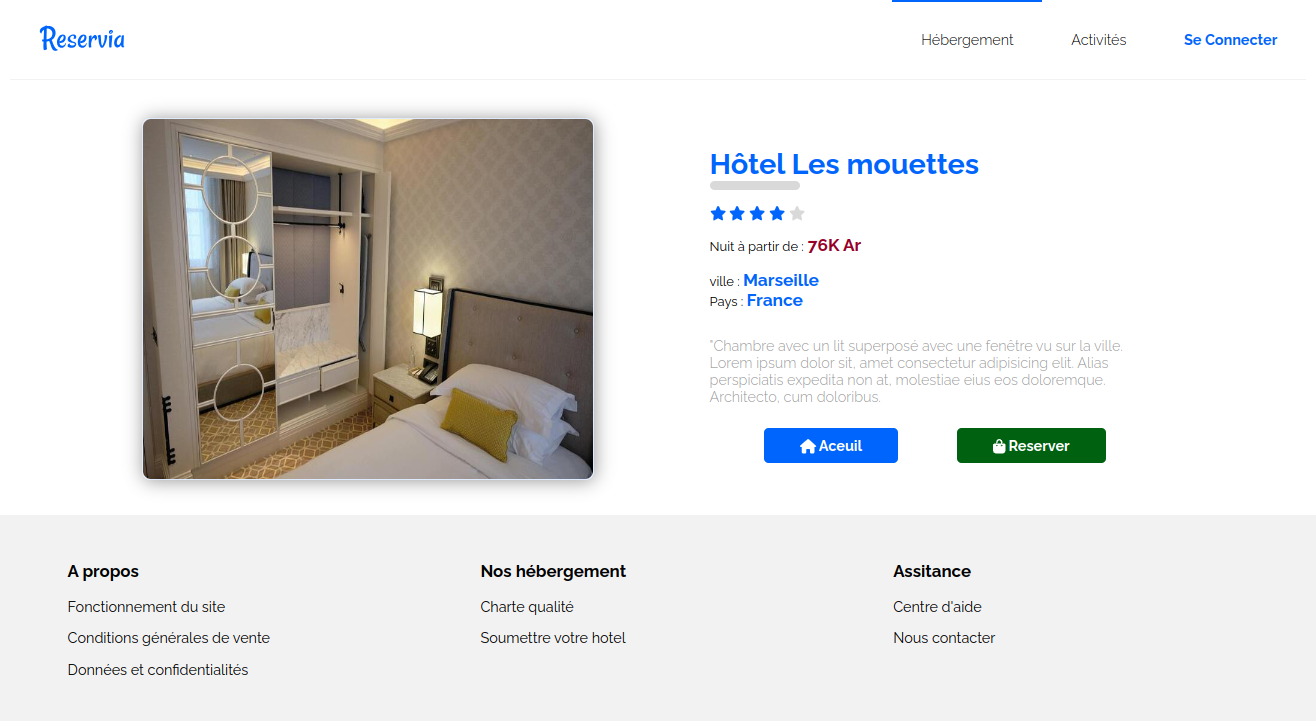 Reservia
Hébergement
Activités
Se Connecter
Hôtel Les mouettes
Nuit à partir de : 76K Ar
ville : Marseille
Pays : France
"Chambre avec un lit superposé avec une fenêtre vu sur la ville.
Lorem ipsum dolor sit, amet consectetur adipisicing elit. Alias
perspiciatis expedita non at, molestiae eius eos doloremque.
Architecto, cum doloribus.
Aceuil
Reserver
A propos
Fonctionnement du site
Conditions générales de vente
Données et confidentialités
Nos hébergement
Charte qualité
Soumettre votre hotel
Assitance
Centre d'aide
Nous contacter